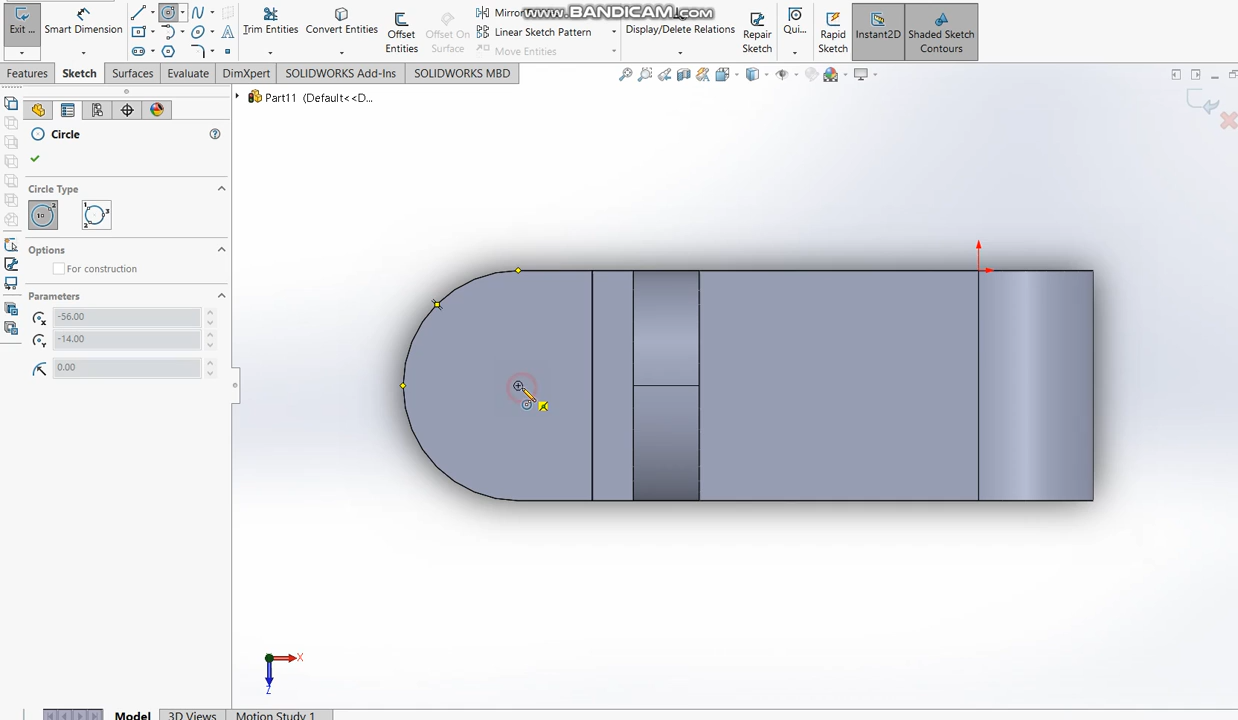 www.BANDICAM.com
Exit ...
Smart Dimension
Trim Entities
Convert Entities
Offset
Entities
Offset On
Surface
Mirror
Linear Sketch Pattern
Move Entities
Display/Delete Relations
Repair
Sketch
Qui...
Rapid
Sketch
Instant2D
Shaded Sketch
Contours
Features
Sketch
Surfaces
Evaluate
DimXpert
SOLIDWORKS Add-Ins
SOLIDWORKS MBD
Part11 (Default<<D...
Circle
Circle Type
Options
For construction
Parameters
-56.00
-14.00
0.00
X
Z
Model
3D Views
Motion Study 1